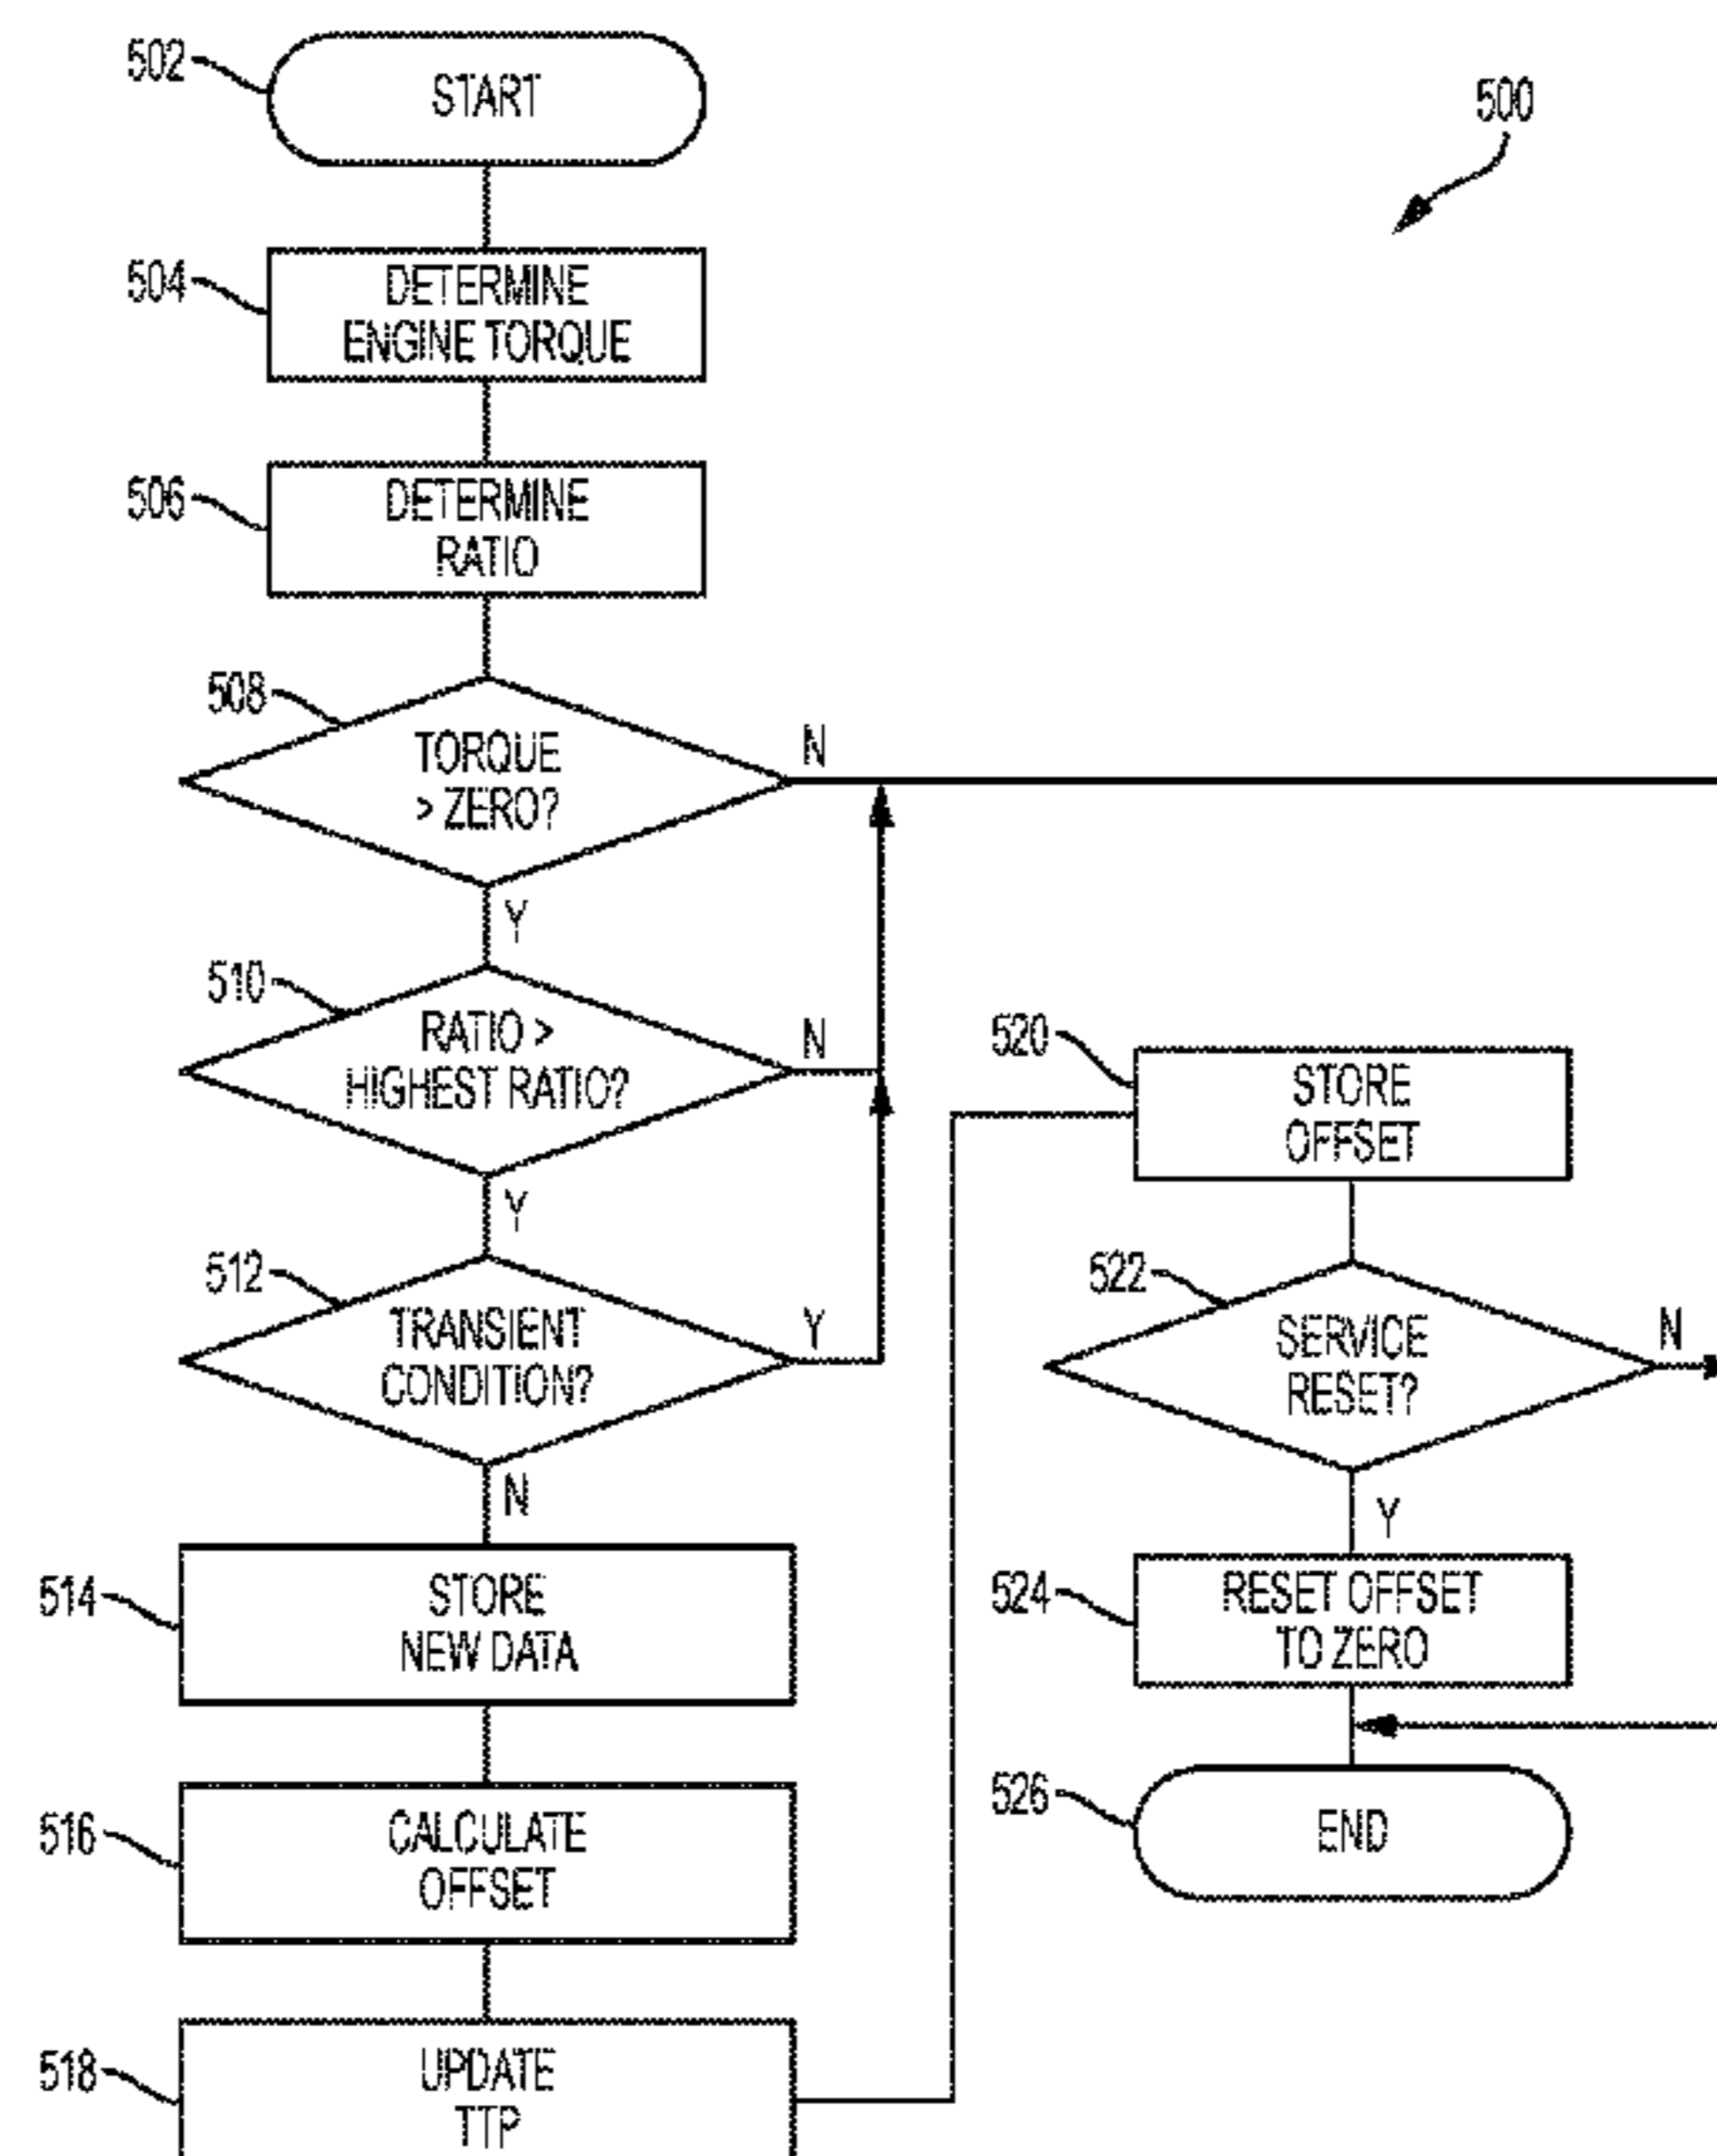 502
START
500
504
DETERMINE
ENGINE TORQUE
506
DETERMINE
RATIO
508
TORQUE
> ZERO?
N
Y
510
RATIO >
HIGHEST RATIO?
N
Y
512
TRANSIENT
CONDITION?
Y
N
514
STORE
NEW DATA
516
CALCULATE
OFFSET
518
UPDATE
TTP
520
STORE
OFFSET
522
SERVICE
RESET?
N
Y
524
RESET OFFSET
TO ZERO
526
END